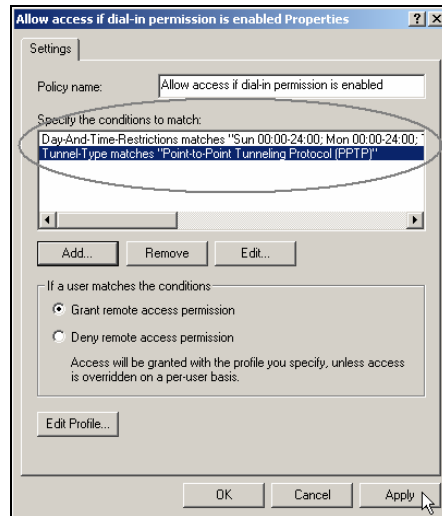 Allow access if dial-in permission is enabled Properties
Settings
Policy name: Allow access if dial-in permission is enabled
Specify the conditions to match:
Day-And-Time-Restrictions matches "Sun 00:00-24:00; Mon 00:00-24:00;
Tunnel-Type matches "Point-to-Point Tunneling Protocol (PPTP)"
Add... Remove Edit...
If a user matches the conditions
Grant remote access permission
Deny remote access permission
Access will be granted with the profile you specify, unless access
is overridden on a per-user basis.
Edit Profile...
OK Cancel Apply